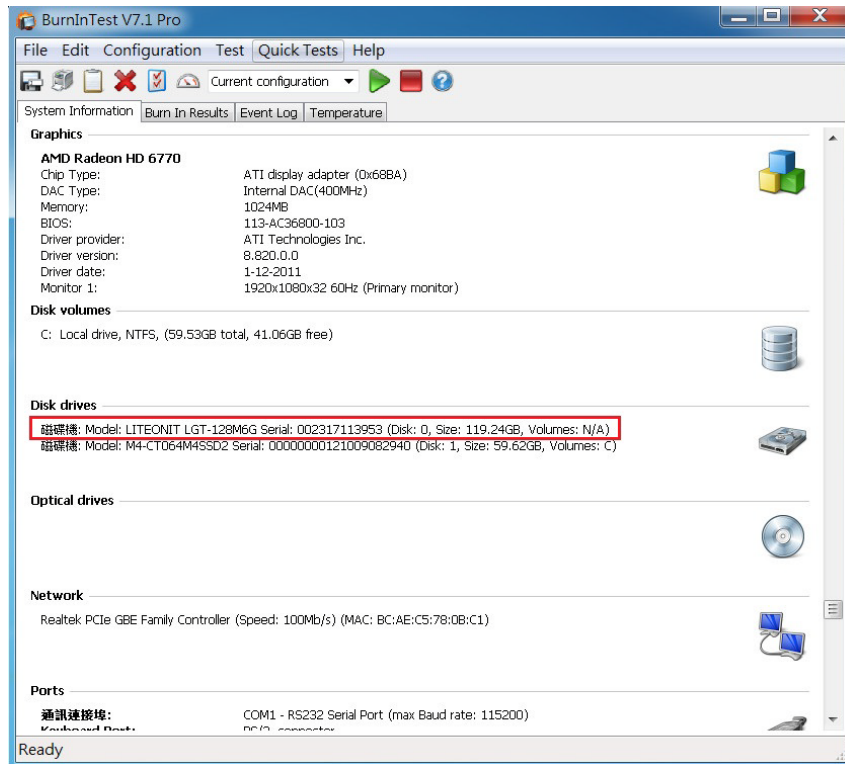 BurnInTest V7.1 Pro
File Edit Configuration Test Quick Tests Help
Current configuration
System Information Burn In Results Event Log Temperature
Graphics
AMD Radeon HD 6770
Chip Type: ATI display adapter (0x68BA)
DAC Type: Internal DAC(400MHz)
Memory: 1024MB
BIOS: 113-AC36800-103
Driver provider: ATI Technologies Inc.
Driver version: 8.820.0.0
Driver date: 1-12-2011
Monitor 1: 1920x1080x32 60Hz (Primary monitor)
Disk volumes
C: Local drive, NTFS, (59.53GB total, 41.06GB free)
Disk drives
磁碟機: Model: LITEONIT LGT-128M6G Serial: 002317113953 (Disk: 0, Size: 119.24GB, Volumes: N/A)
磁碟機: Model: M4-CT064M4SSD2 Serial: 00000000121009082940 (Disk: 1, Size: 59.62GB, Volumes: C)
Optical drives
Network
Realtek PCIe GBE Family Controller (Speed: 100Mb/s) (MAC: BC:AE:C5:78:0B:C1)
Ports
通訊連接埠: COM1 - RS232 Serial Port (max Baud rate: 115200)
Keyboard Port: PS/2 connector
Ready